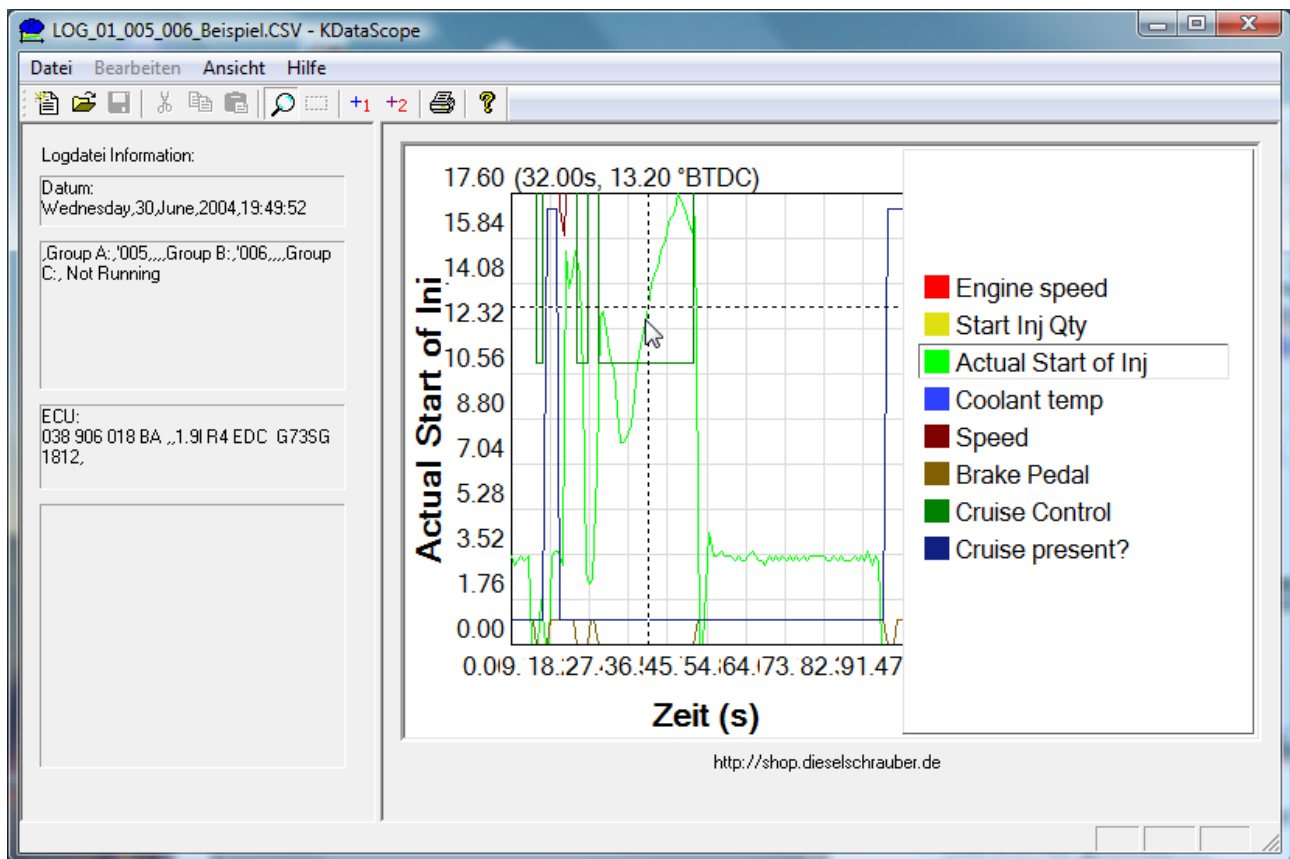 LOG_01_005_006_Beispiel.CSV - KDataScope
Datei Bearbeiten Ansicht Hilfe
+1 +2
Logdatei Information:
Datum:
Wednesday,30,June,2004,19:49:52
,Group A:,'005,,,,Group B:,'006,,,,Group
C:, Not Running
ECU:
038 906 018 BA ,,1.9l R4 EDC G73SG
1812,
17.60 (32.00s, 13.20 °BTDC)
15.84
14.08
12.32
10.56
8.80
7.04
5.28
3.52
1.76
0.00
Actual Start of Inj
Zeit (s)
Engine speed
Start Inj Qty
Actual Start of Inj
Coolant temp
Speed
Brake Pedal
Cruise Control
Cruise present?
http://shop.dieselschrauber.de